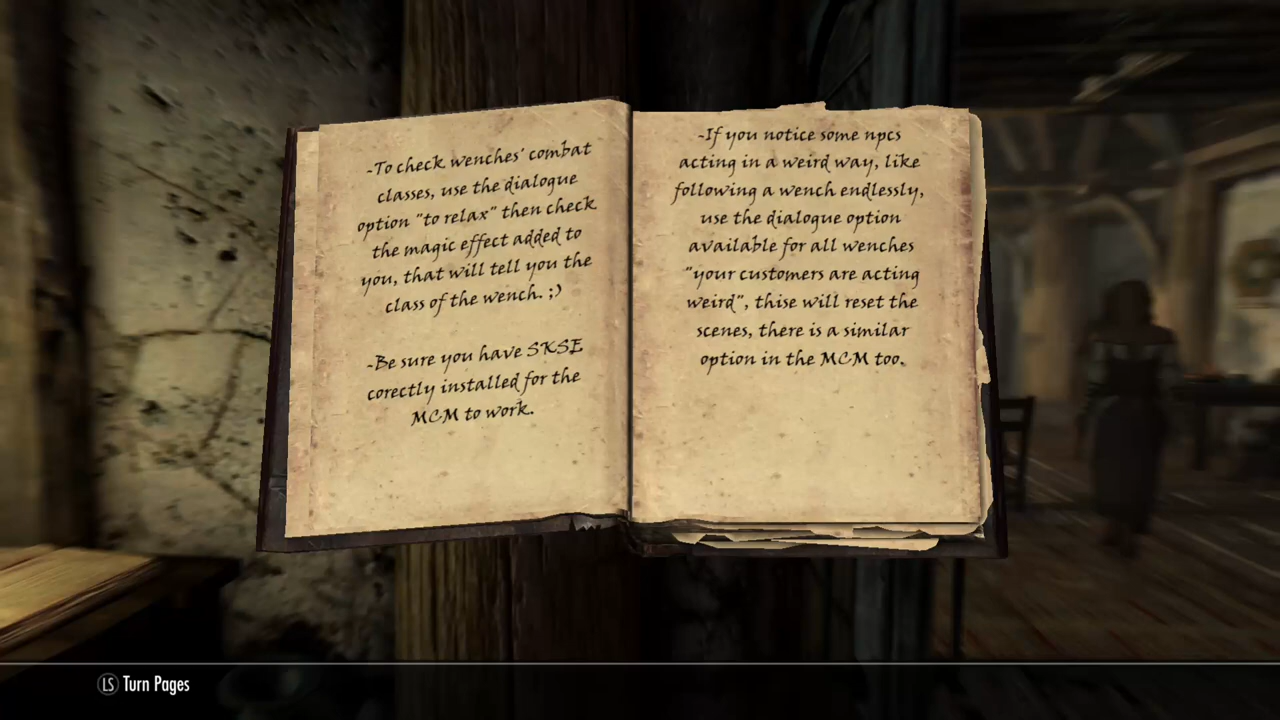 -To check wenches' combat
classes, use the dialogue
option "to relax" then check
the magic effect added to
you, that will tell you the
class of the wench. ;)
-Be sure you have SKSE
corectly installed for the
MCM to work.
-If you notice some npcs
acting in a weird way, like
following a wench endlessly,
use the dialogue option
available for all wenches
"your customers are acting
weird", thise will reset the
scenes, there is a similar
option in the MCM too.
LS Turn Pages